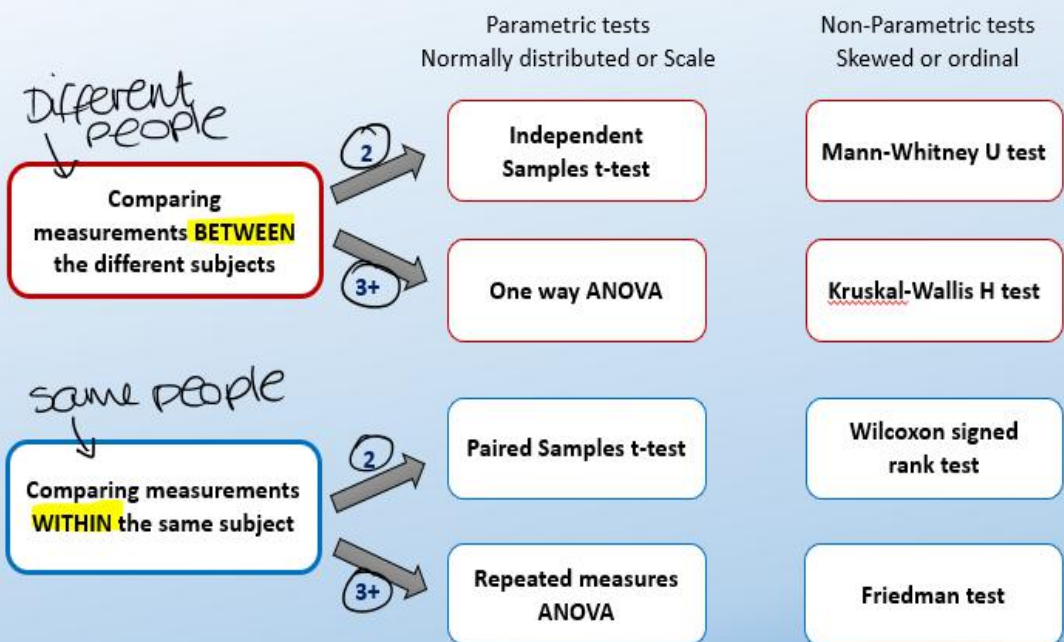 Parametric tests
Normally distributed or Scale
Non-Parametric tests
Skewed or ordinal
Different
people
Comparing
measurements BETWEEN
the different subjects
2
Independent
Samples t-test
Mann-Whitney U test
3+
One way ANOVA
Kruskal-Wallis H test
same people
Comparing measurements
WITHIN the same subject
2
Paired Samples t-test
Wilcoxon signed
rank test
3+
Repeated measures
ANOVA
Friedman test